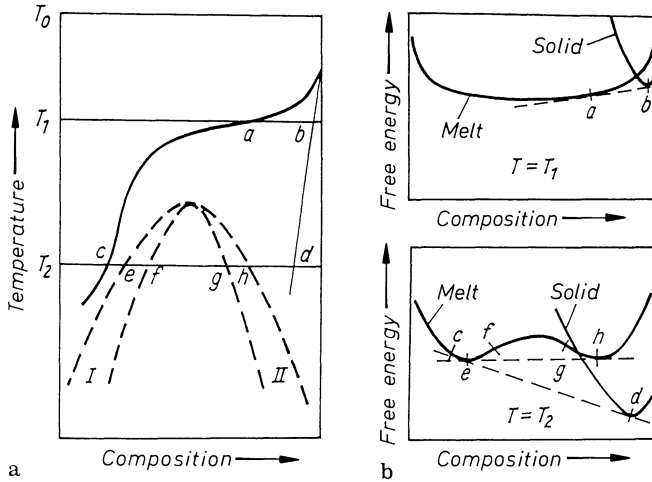 T₀
T₁
a
b
c
T₂
e
f
g
h
d
I
II
Temperature
Composition
a
Solid
Melt
a
b
T = T₁
Free energy
Composition
Melt
Solid
c
f
e
g
h
d
T = T₂
Free energy
Composition
b